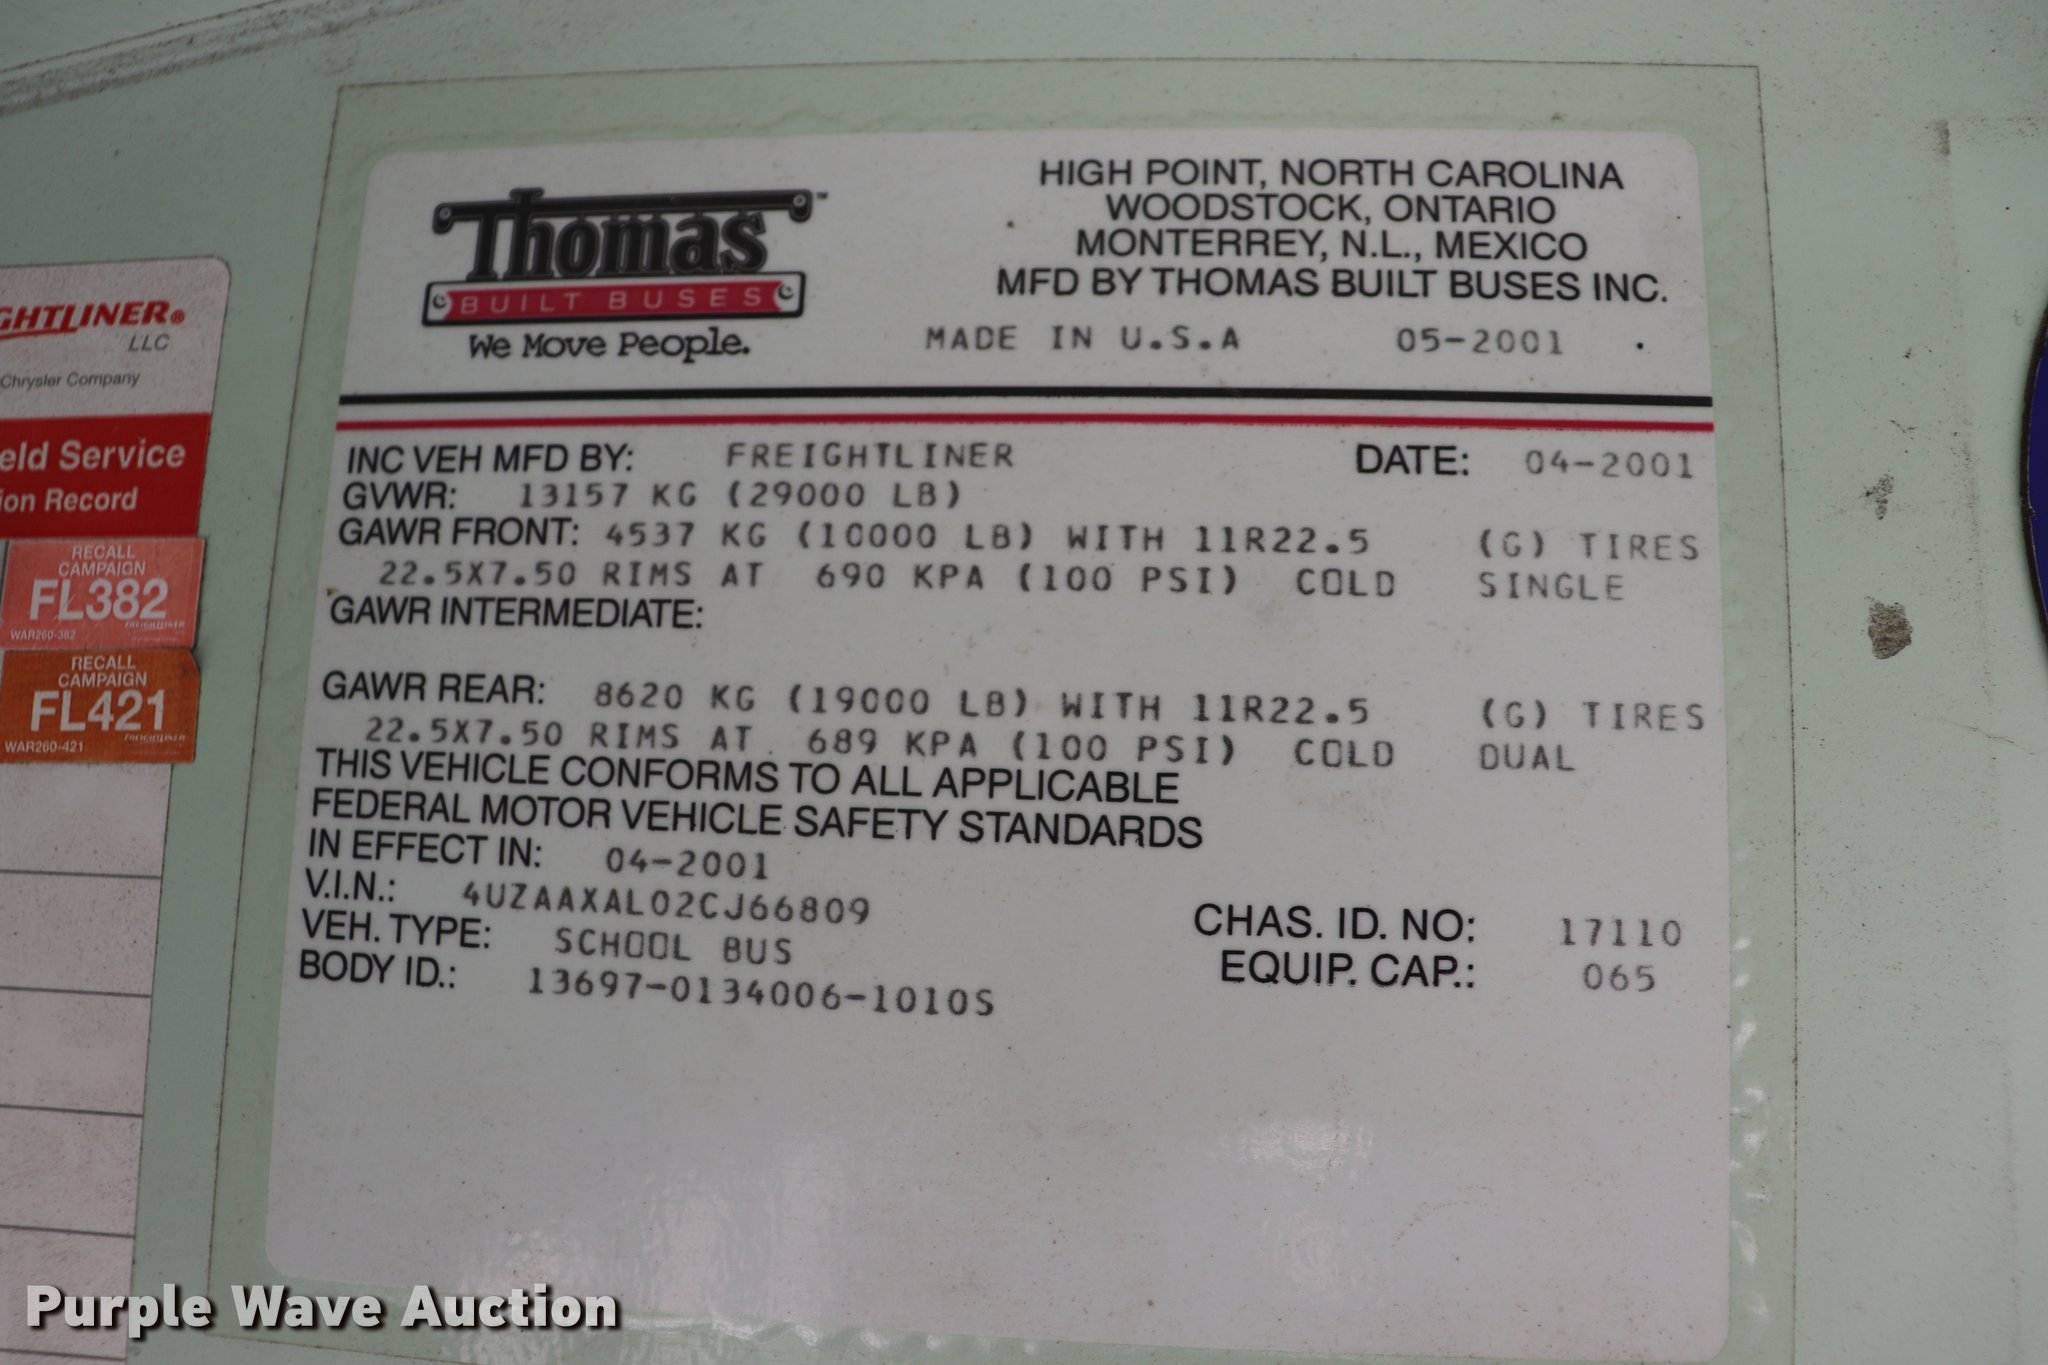 Thomas
BUILT BUSES
We Move People.
HIGH POINT, NORTH CAROLINA
WOODSTOCK, ONTARIO
MONTERREY, N.L., MEXICO
MFD BY THOMAS BUILT BUSES INC.
MADE IN U.S.A 05-2001
INC VEH MFD BY: FREIGHTLINER DATE: 04-2001
GVWR: 13157 KG (29000 LB)
GAWR FRONT: 4537 KG (10000 LB) WITH 11R22.5 (G) TIRES
22.5X7.50 RIMS AT 690 KPA (100 PSI) COLD SINGLE
GAWR INTERMEDIATE:
GAWR REAR: 8620 KG (19000 LB) WITH 11R22.5 (G) TIRES
22.5X7.50 RIMS AT 689 KPA (100 PSI) COLD DUAL
THIS VEHICLE CONFORMS TO ALL APPLICABLE
FEDERAL MOTOR VEHICLE SAFETY STANDARDS
IN EFFECT IN: 04-2001
V.I.N.: 4UZAAXAL02CJ66809
VEH. TYPE: SCHOOL BUS
BODY ID.: 13697-0134006-1010S
CHAS. ID. NO: 17110
EQUIP. CAP.: 065
GHTLINER®
LLC
Chrysler Company
eld Service
ion Record
RECALL
CAMPAIGN
FL382
WAR260-382 FREIGHTLINER
RECALL
CAMPAIGN
FL421
WAR260-421 FREIGHTLINER
Purple Wave Auction